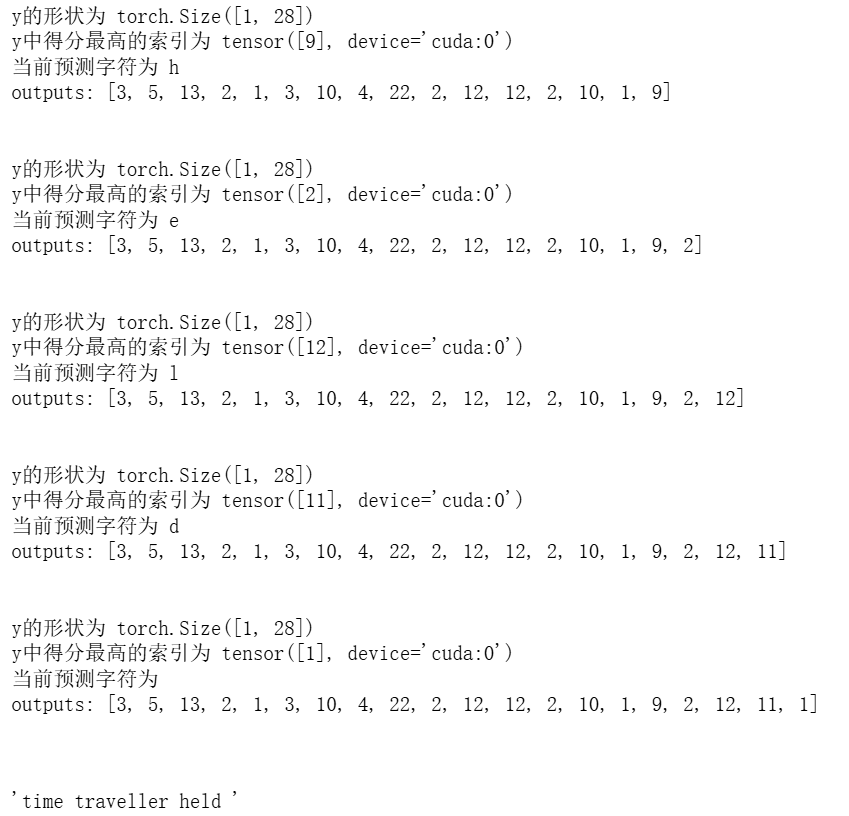 y的形状为 torch.Size([1, 28])
y中得分最高的索引为 tensor([9], device='cuda:0')
当前预测字符为 h
outputs: [3, 5, 13, 2, 1, 3, 10, 4, 22, 2, 12, 12, 2, 10, 1, 9]
y的形状为 torch.Size([1, 28])
y中得分最高的索引为 tensor([2], device='cuda:0')
当前预测字符为 e
outputs: [3, 5, 13, 2, 1, 3, 10, 4, 22, 2, 12, 12, 2, 10, 1, 9, 2]
y的形状为 torch.Size([1, 28])
y中得分最高的索引为 tensor([12], device='cuda:0')
当前预测字符为 l
outputs: [3, 5, 13, 2, 1, 3, 10, 4, 22, 2, 12, 12, 2, 10, 1, 9, 2, 12]
y的形状为 torch.Size([1, 28])
y中得分最高的索引为 tensor([11], device='cuda:0')
当前预测字符为 d
outputs: [3, 5, 13, 2, 1, 3, 10, 4, 22, 2, 12, 12, 2, 10, 1, 9, 2, 12, 11]
y的形状为 torch.Size([1, 28])
y中得分最高的索引为 tensor([1], device='cuda:0')
当前预测字符为
outputs: [3, 5, 13, 2, 1, 3, 10, 4, 22, 2, 12, 12, 2, 10, 1, 9, 2, 12, 11, 1]
'time traveller held '